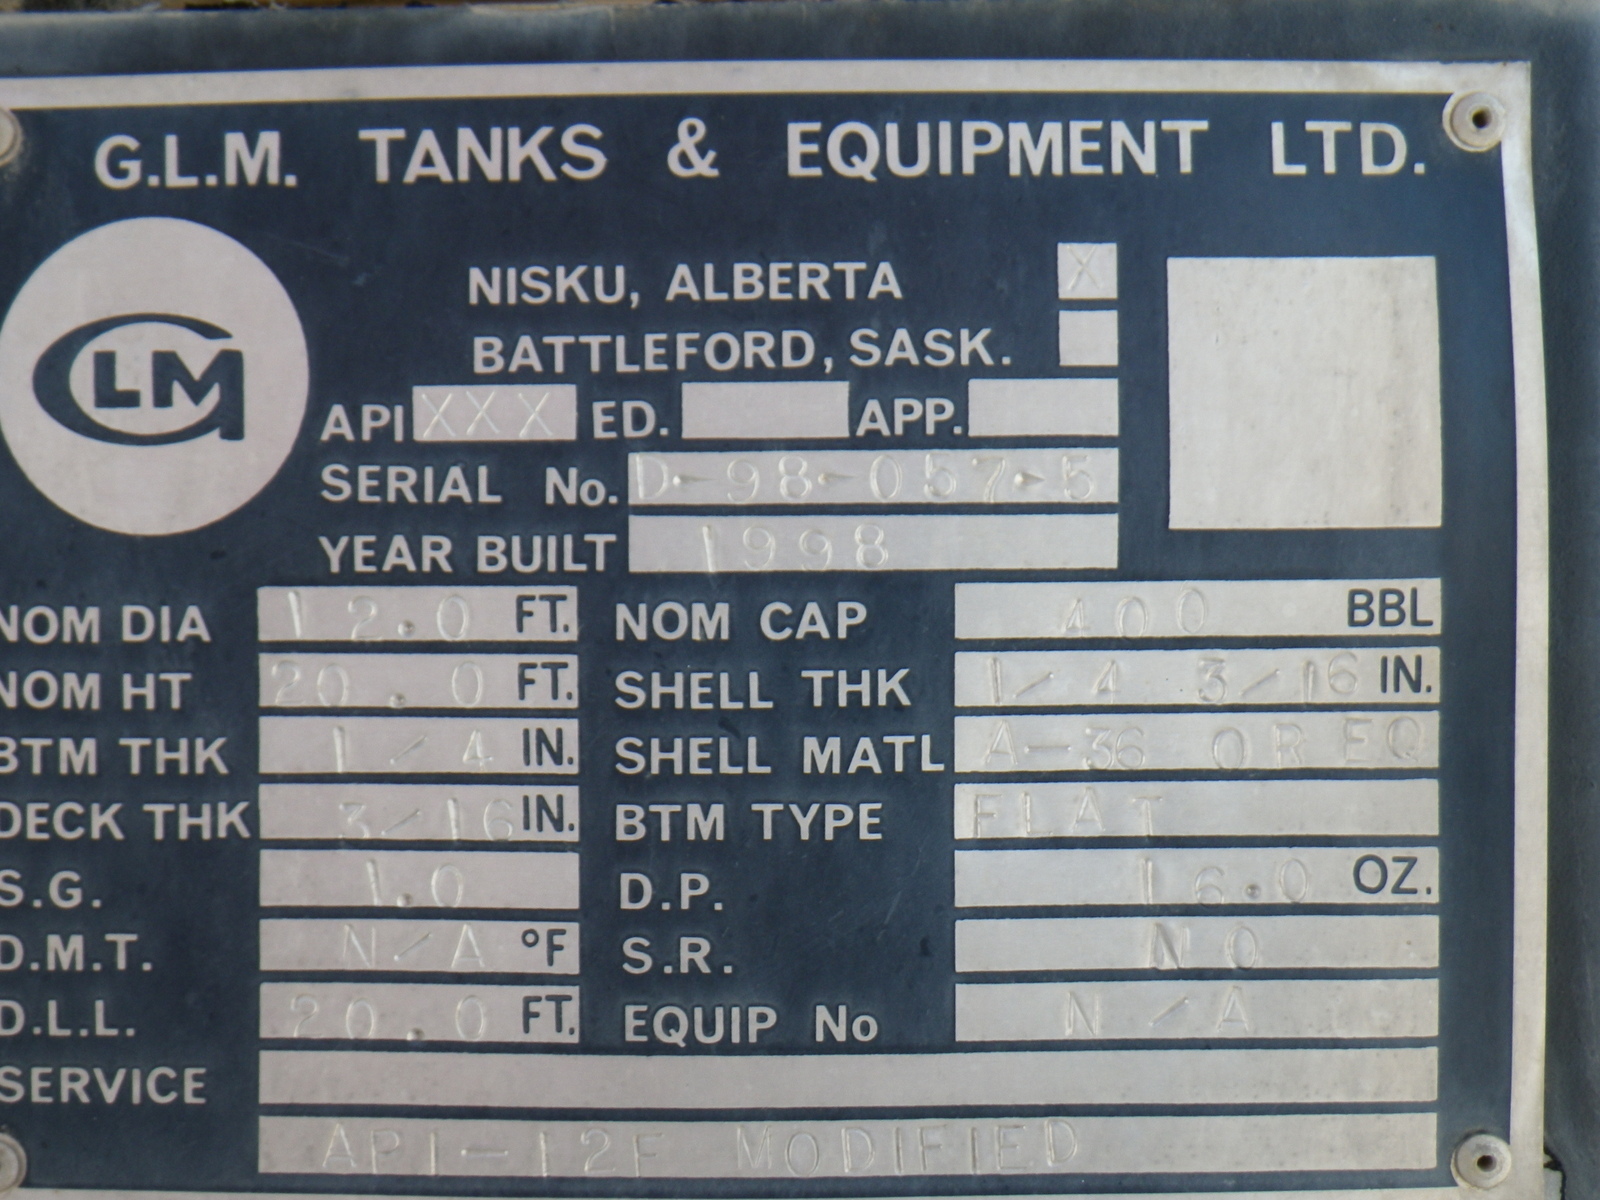 G.L.M. TANKS & EQUIPMENT LTD.
GLM
NISKU, ALBERTA X
BATTLEFORD, SASK.
API XXX ED. APP.
SERIAL No. D-98-057-5
YEAR BUILT 1998
NOM DIA 12.0 FT. NOM CAP 400 BBL
NOM HT 20.0 FT. SHELL THK 1/4 3/16 IN.
BTM THK 1/4 IN. SHELL MATL A-36 OR EQ
DECK THK 3/16 IN. BTM TYPE FLAT
S.G. 1.0 D.P. 16.0 OZ.
D.M.T. N/A °F S.R. NO
D.L.L. 20.0 FT. EQUIP No N/A
SERVICE
API-12F MODIFIED